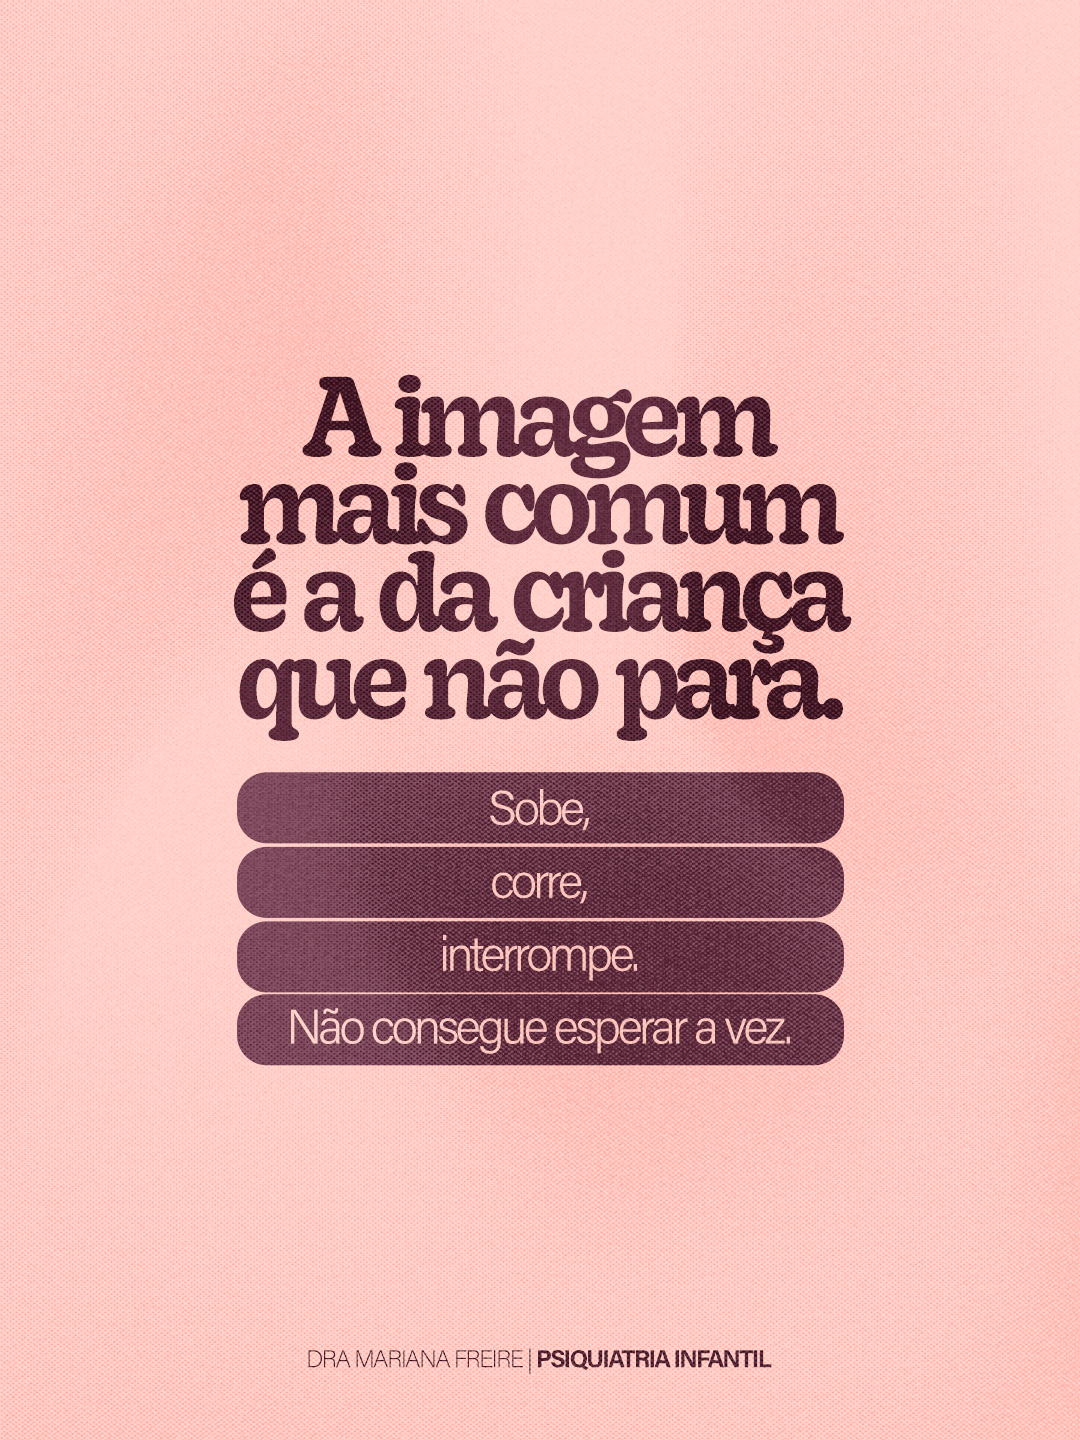 A imagem
mais comum
é a da criança
que não para.
Sobe,
corre,
interrompe.
Não consegue esperar a vez.
DRA MARIANA FREIRE | PSIQUIATRIA INFANTIL